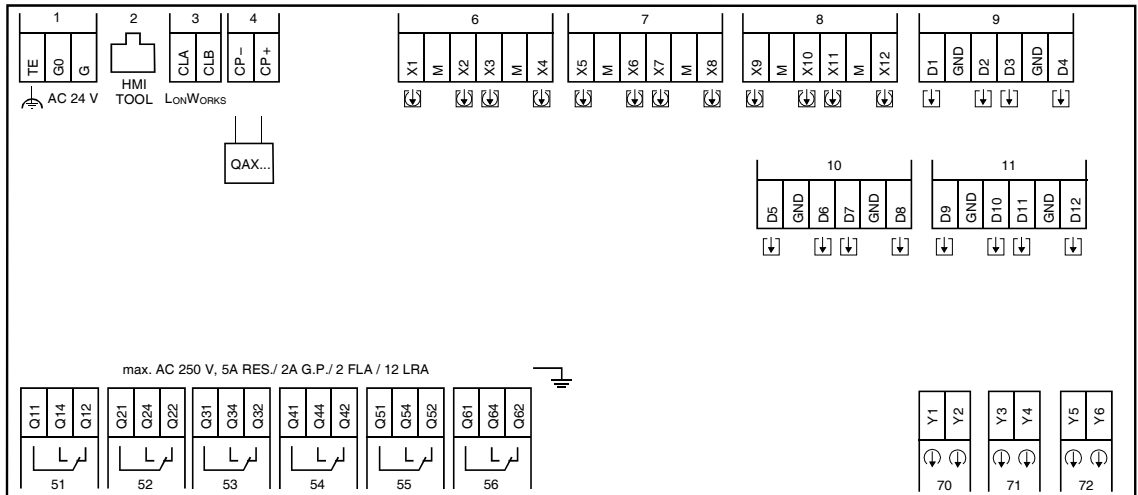 1 2 3 4 6 7 8 9
TE G0 G CLA CLB CP− CP+ X1 M X2 X3 M X4 X5 M X6 X7 M X8 X9 M X10 X11 M X12 D1 GND D2 D3 GND D4
AC 24 V HMI TOOL LONWORKS
QAX...
10 11
D5 GND D6 D7 GND D8 D9 GND D10 D11 GND D12
max. AC 250 V, 5A RES./ 2A G.P./ 2 FLA / 12 LRA
Q11 Q14 Q12 Q21 Q24 Q22 Q31 Q34 Q32 Q41 Q44 Q42 Q51 Q54 Q52 Q61 Q64 Q62 Y1 Y2 Y3 Y4 Y5 Y6
51 52 53 54 55 56 70 71 72